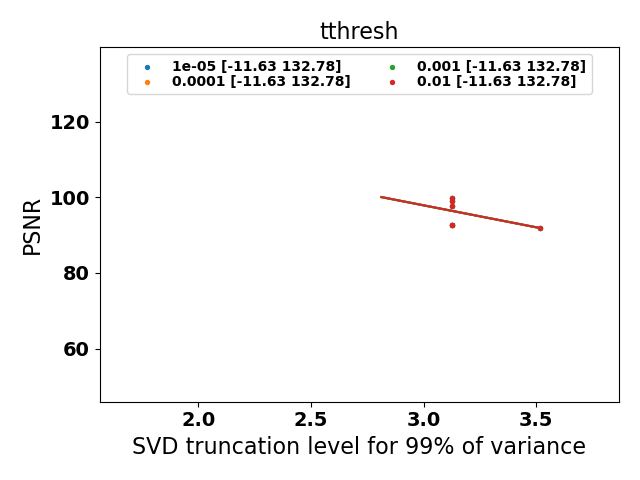 tthresh
1e-05 [-11.63 132.78]
0.0001 [-11.63 132.78]
0.001 [-11.63 132.78]
0.01 [-11.63 132.78]
PSNR
120
100
80
60
2.0 2.5 3.0 3.5
SVD truncation level for 99% of variance